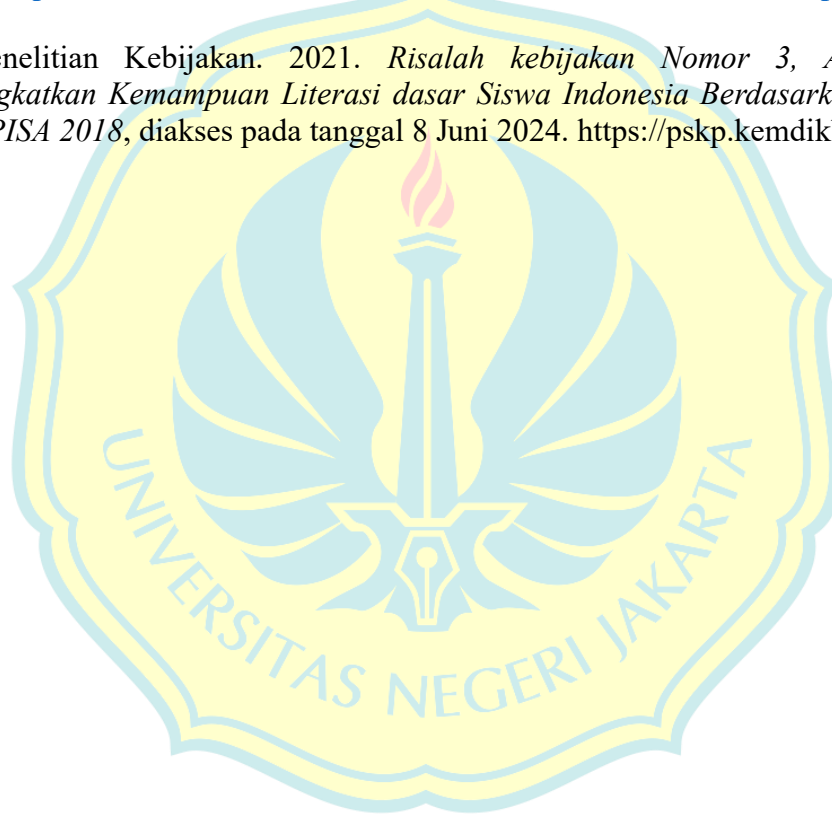 enelitian Kebijakan. 2021. Risalah kebijakan Nomor 3, A
gkatkan Kemampuan Literasi dasar Siswa Indonesia Berdasark
PISA 2018, diakses pada tanggal 8 Juni 2024. https://pskp.kemdik
UNIVERSITAS NEGERI JAKARTA